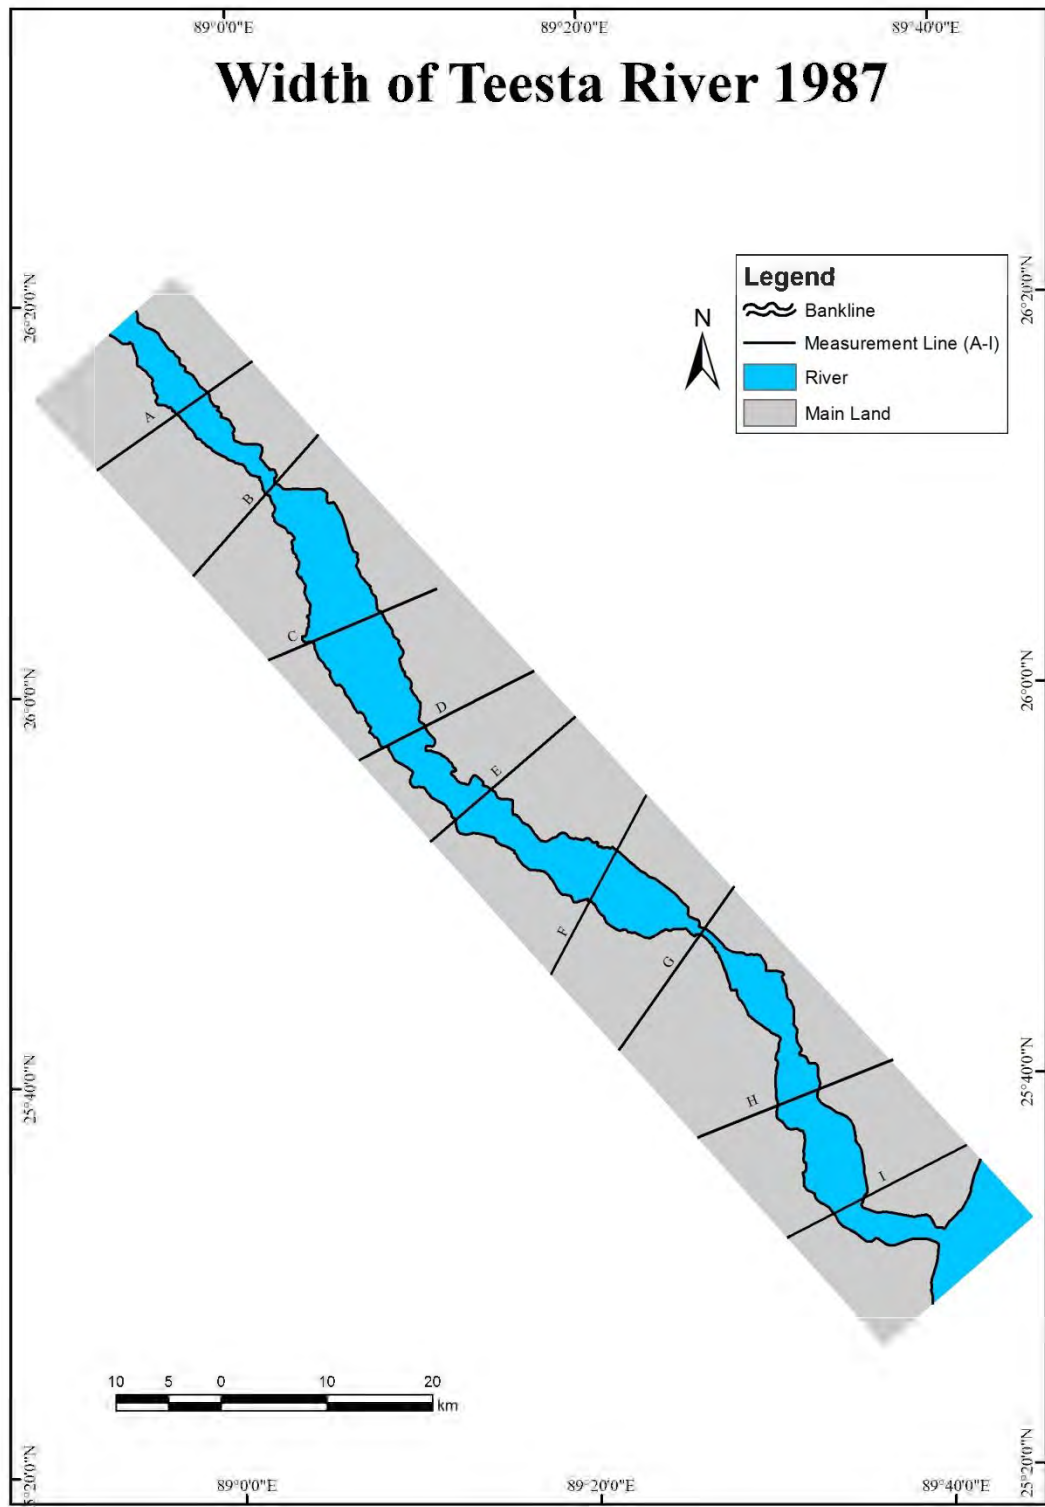 89°0'0"E 89°20'0"E 89°40'0"E
Width of Teesta River 1987
26°20'0"N
26°20'0"N
Legend
Bankline
Measurement Line (A-I)
River
Main Land
N
A
B
C
D
E
F
G
H
I
26°0'0"N
26°0'0"N
25°40'0"N
25°40'0"N
10 5 0 10 20
km
5°20'0"N
25°20'0"N
89°0'0"E 89°20'0"E 89°40'0"E